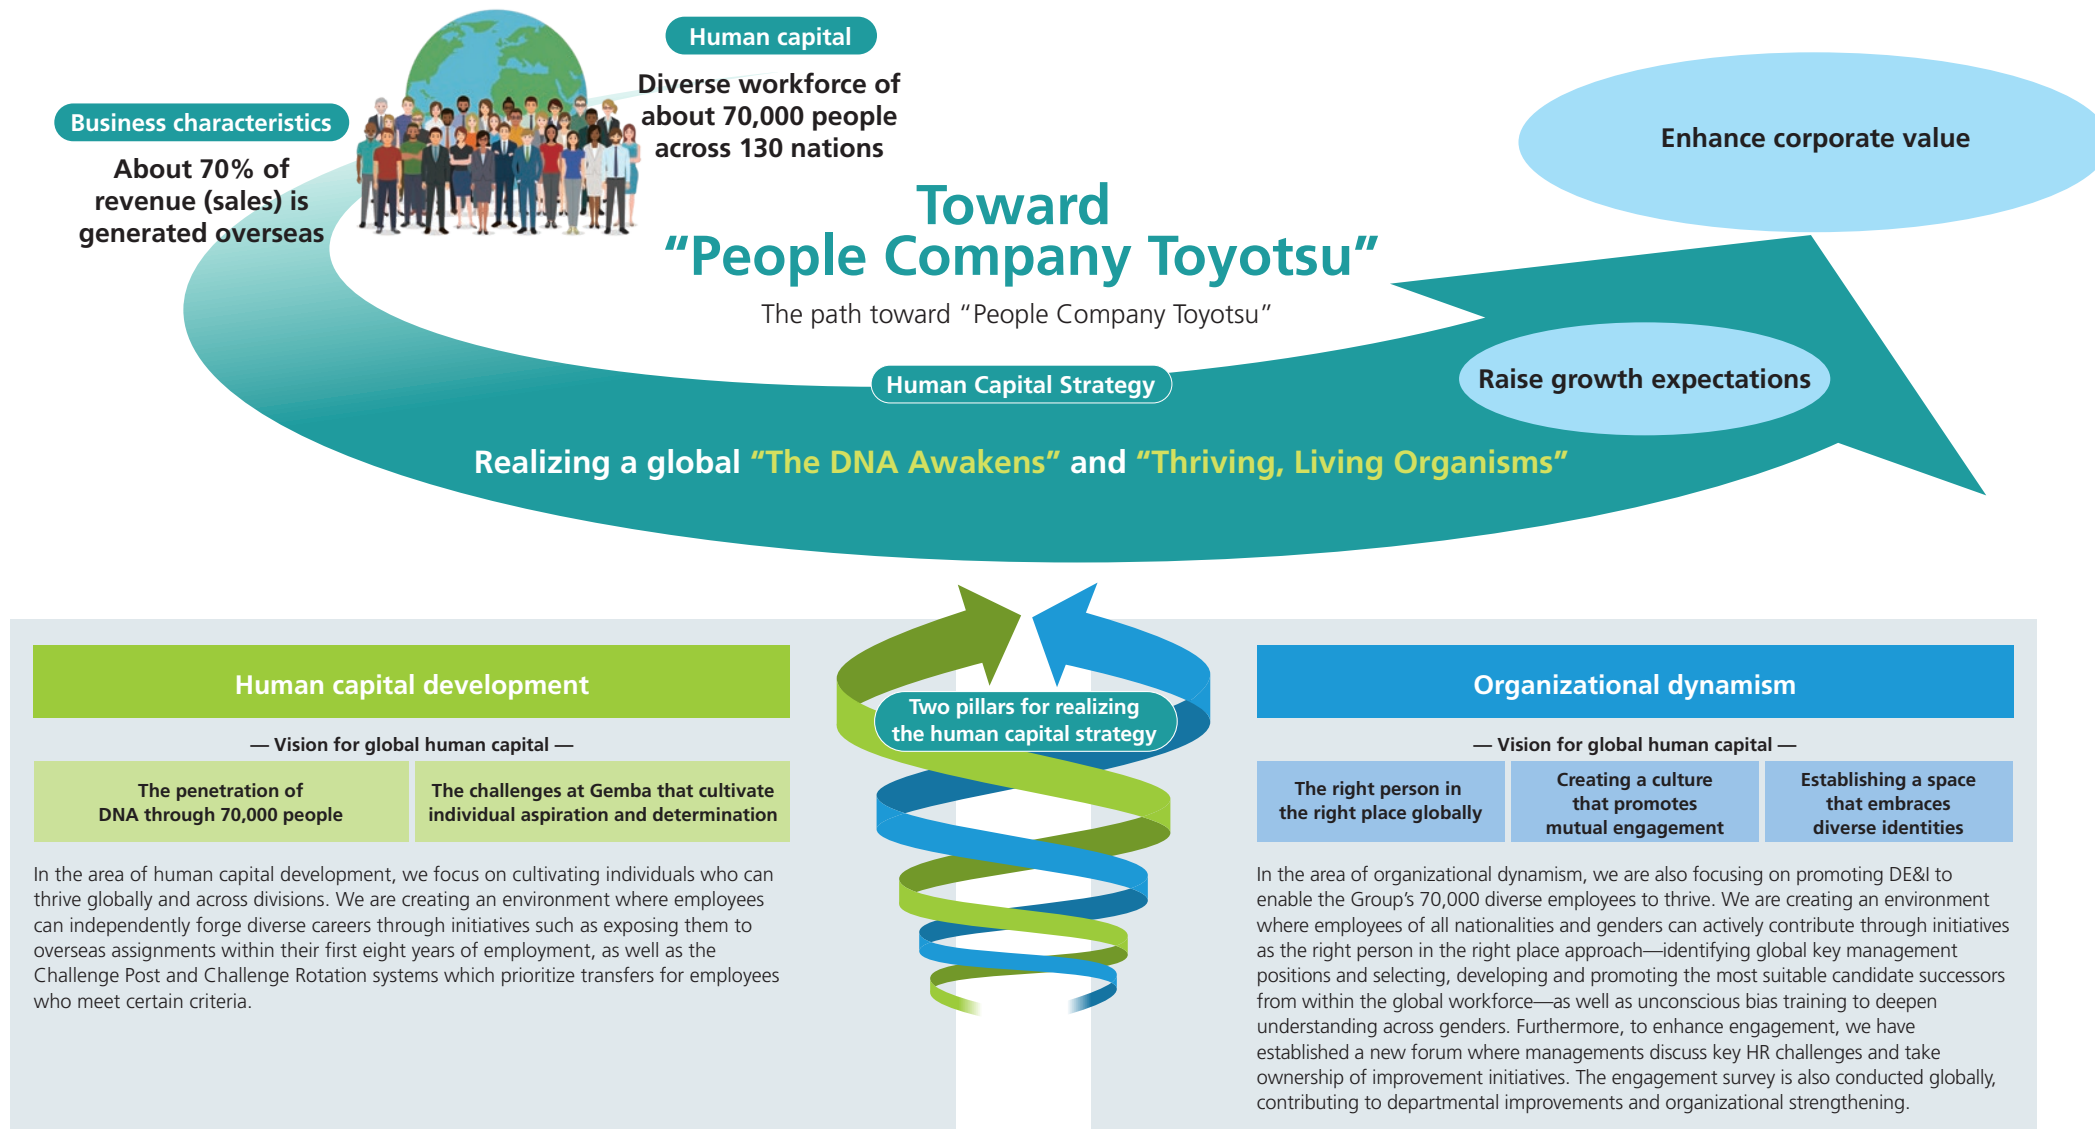 Human capital
Diverse workforce of
about 70,000 people
across 130 nations
Business characteristics
About 70% of
revenue (sales) is
generated overseas
Toward
“People Company Toyotsu”
The path toward “People Company Toyotsu”
Enhance corporate value
Raise growth expectations
Human Capital Strategy
Realizing a global “The DNA Awakens” and “Thriving, Living Organisms”
Two pillars for realizing
the human capital strategy
Human capital development
— Vision for global human capital —
The penetration of
DNA through 70,000 people
The challenges at Gemba that cultivate
individual aspiration and determination
In the area of human capital development, we focus on cultivating individuals who can
thrive globally and across divisions. We are creating an environment where employees
can independently forge diverse careers through initiatives such as exposing them to
overseas assignments within their first eight years of employment, as well as the
Challenge Post and Challenge Rotation systems which prioritize transfers for employees
who meet certain criteria.
Organizational dynamism
— Vision for global human capital —
The right person in
the right place globally
Creating a culture
that promotes
mutual engagement
Establishing a space
that embraces
diverse identities
In the area of organizational dynamism, we are also focusing on promoting DE&I to
enable the Group’s 70,000 diverse employees to thrive. We are creating an environment
where employees of all nationalities and genders can actively contribute through initiatives
as the right person in the right place approach—identifying global key management
positions and selecting, developing and promoting the most suitable candidate successors
from within the global workforce—as well as unconscious bias training to deepen
understanding across genders. Furthermore, to enhance engagement, we have
established a new forum where managements discuss key HR challenges and take
ownership of improvement initiatives. The engagement survey is also conducted globally,
contributing to departmental improvements and organizational strengthening.